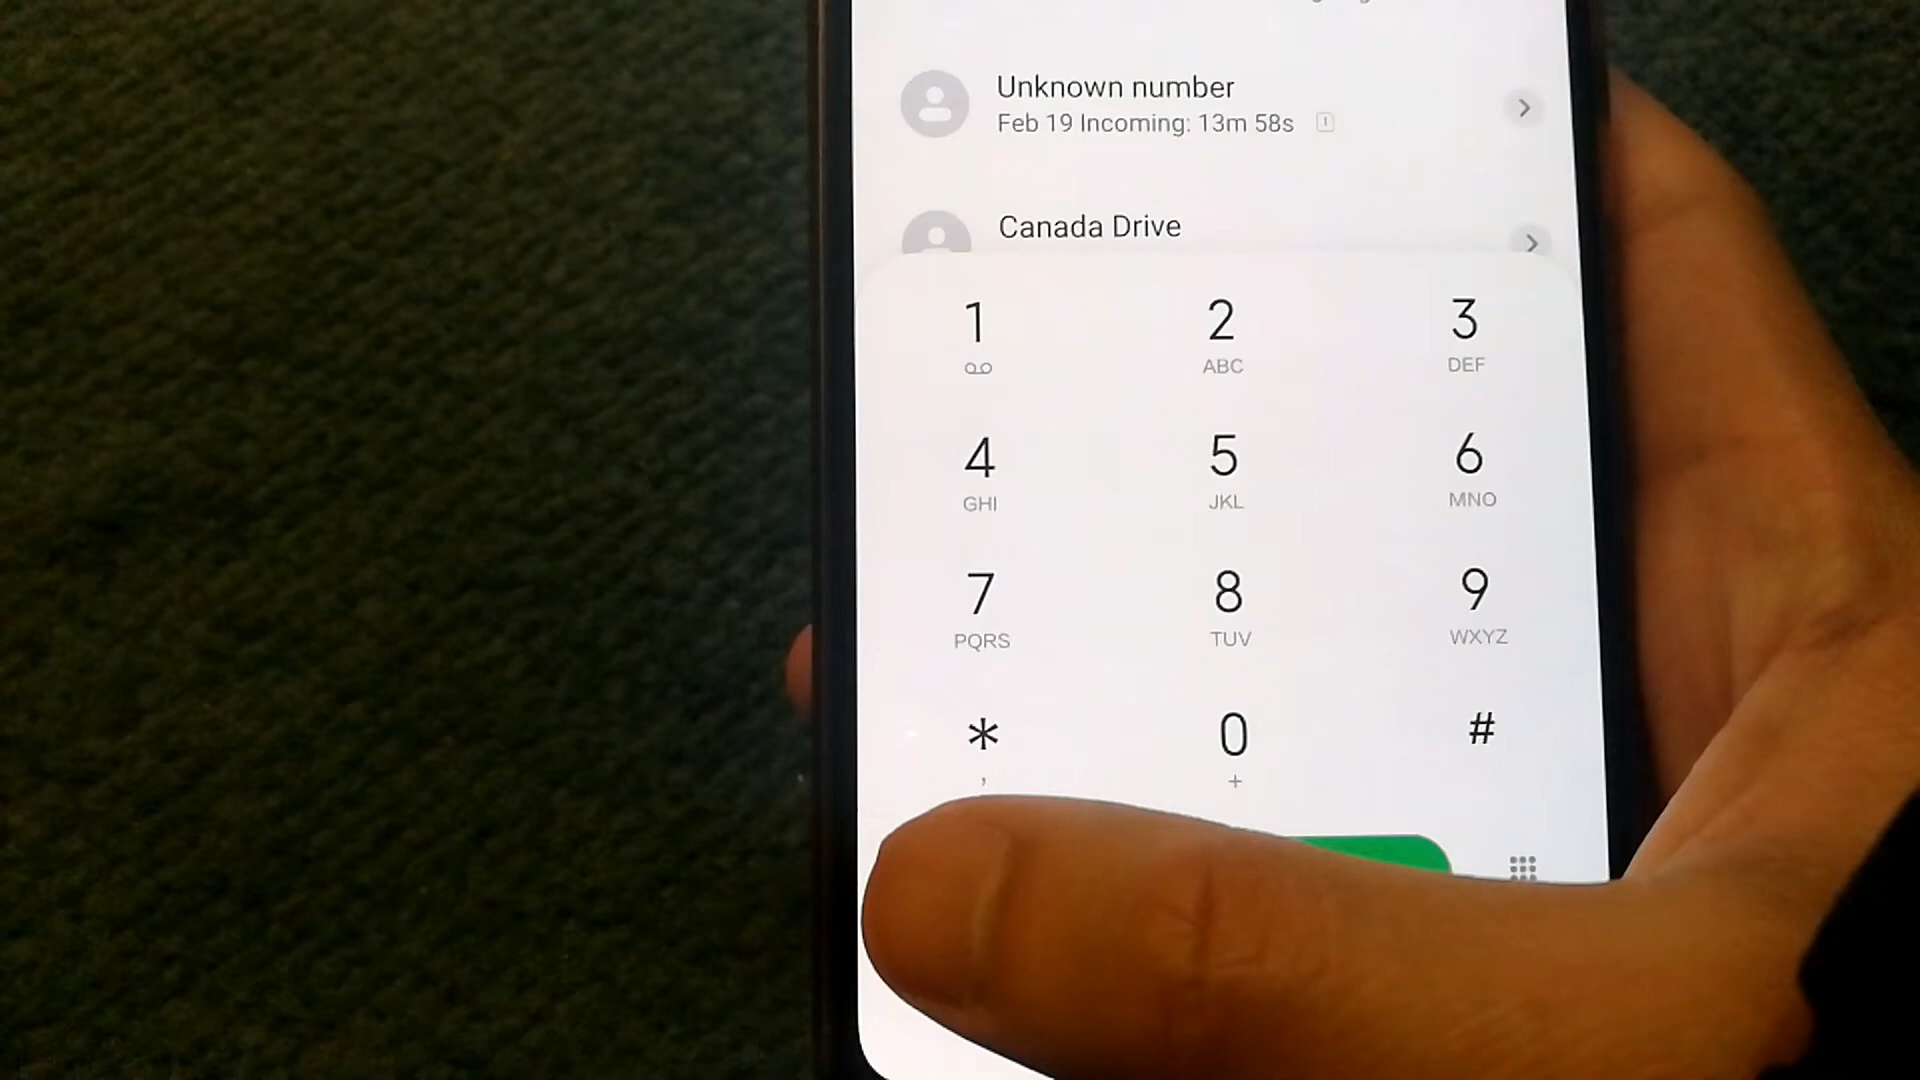 Unknown number
Feb 19 Incoming: 13m 58s
Canada Drive
1 2 3
ABC DEF
4 5 6
GHI JKL MNO
7 8 9
PQRS TUV WXYZ
* 0 #
, +